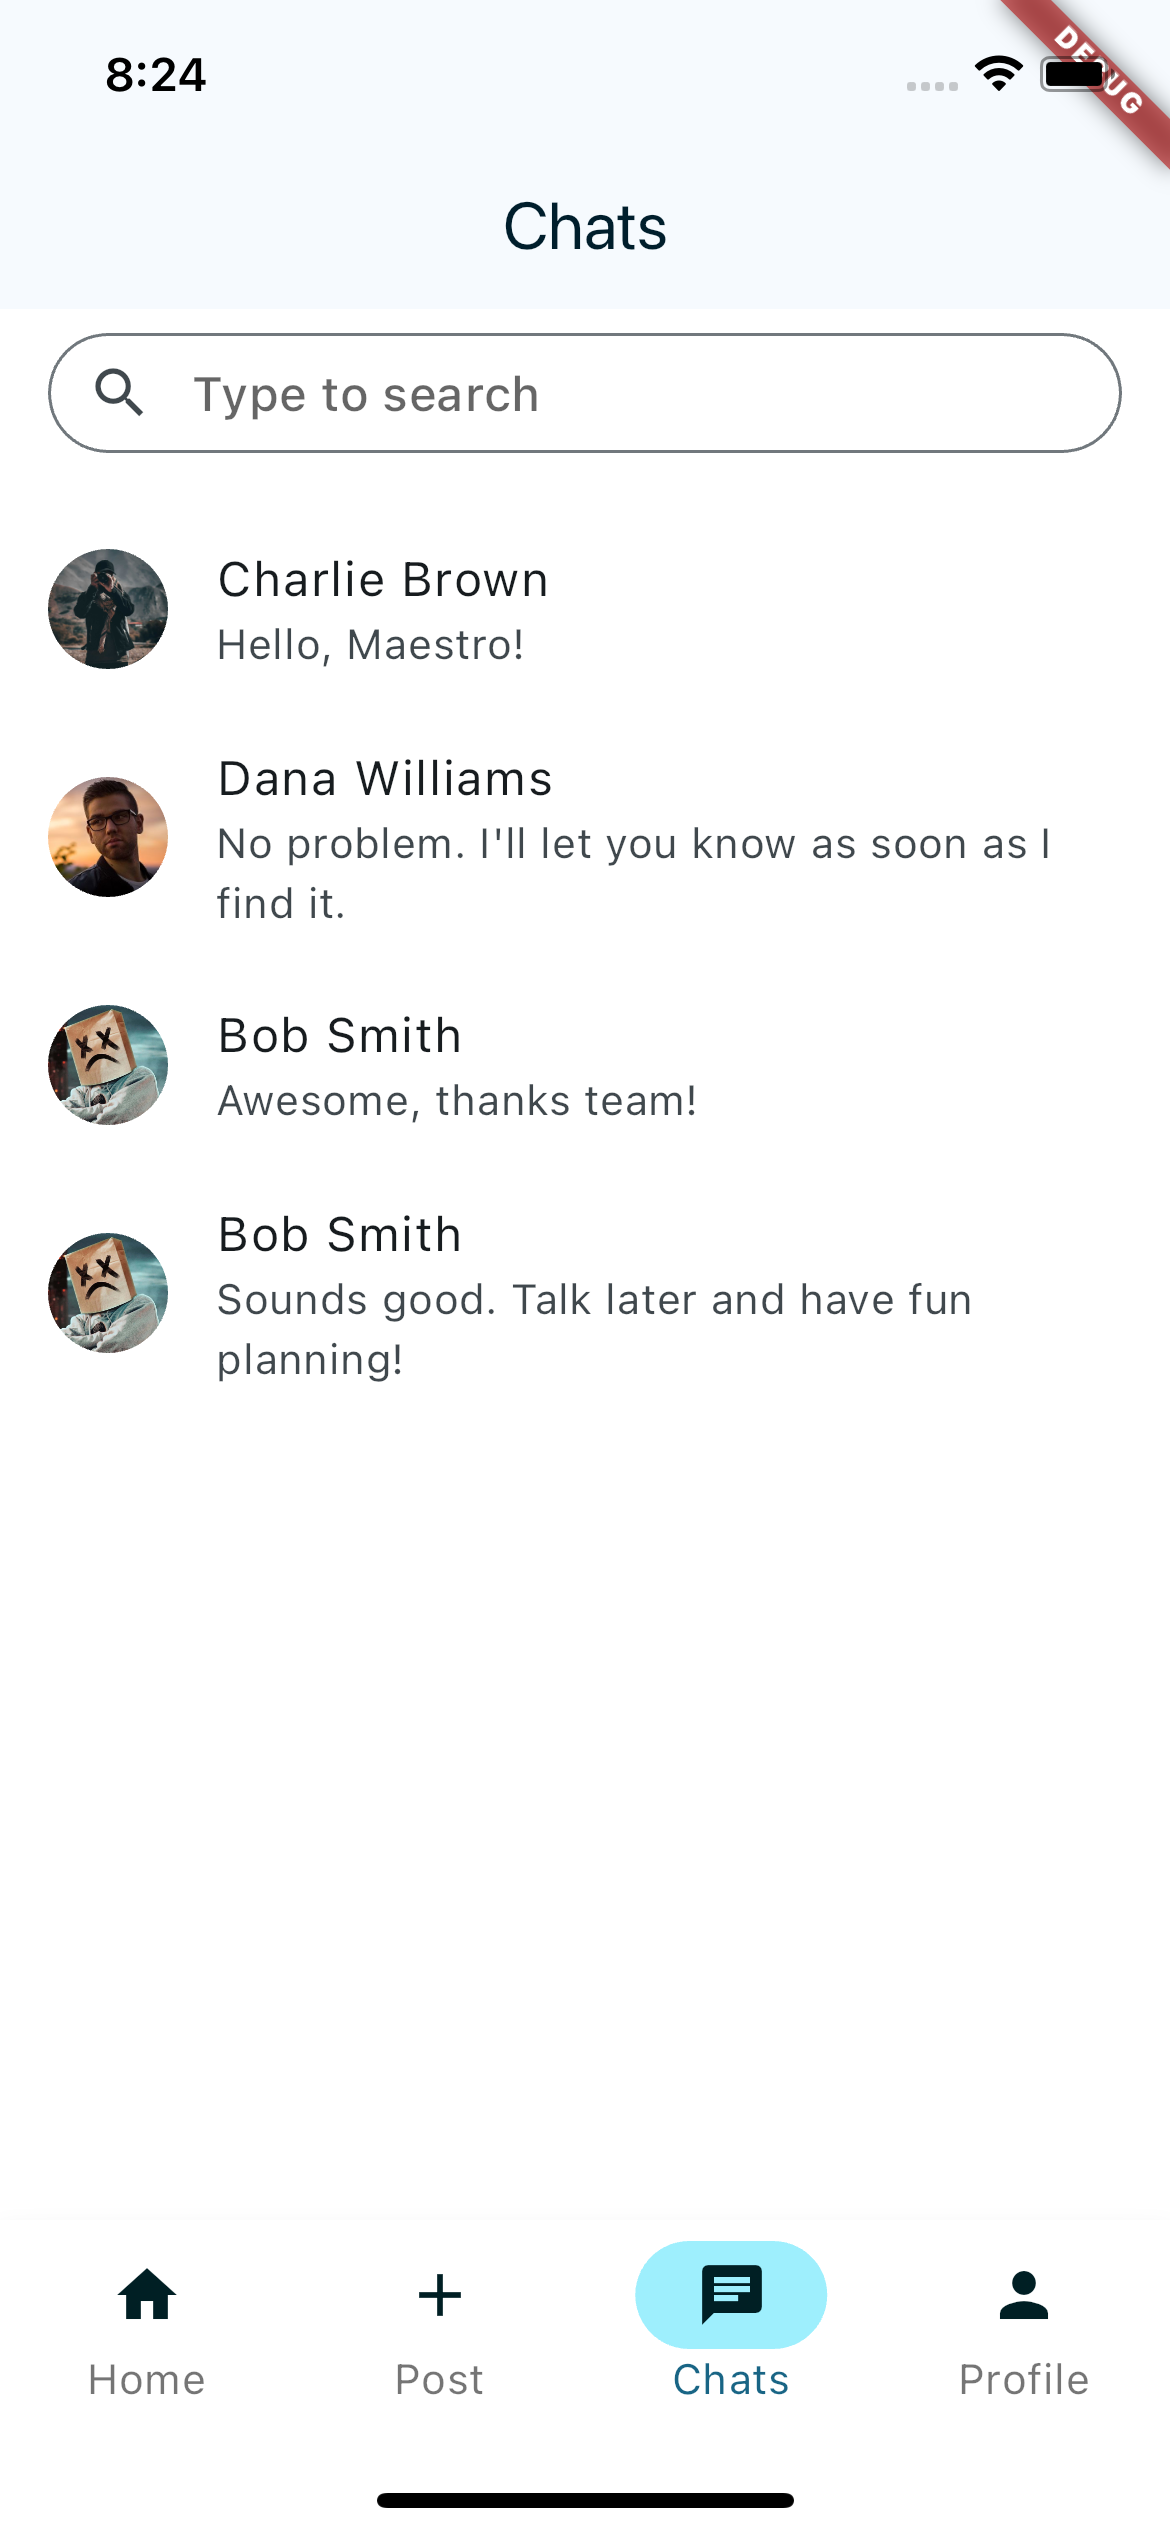 8:24
DEBUG
Chats
Type to search
Charlie Brown
Hello, Maestro!
Dana Williams
No problem. I'll let you know as soon as I
find it.
Bob Smith
Awesome, thanks team!
Bob Smith
Sounds good. Talk later and have fun
planning!
Home
Post
Chats
Profile